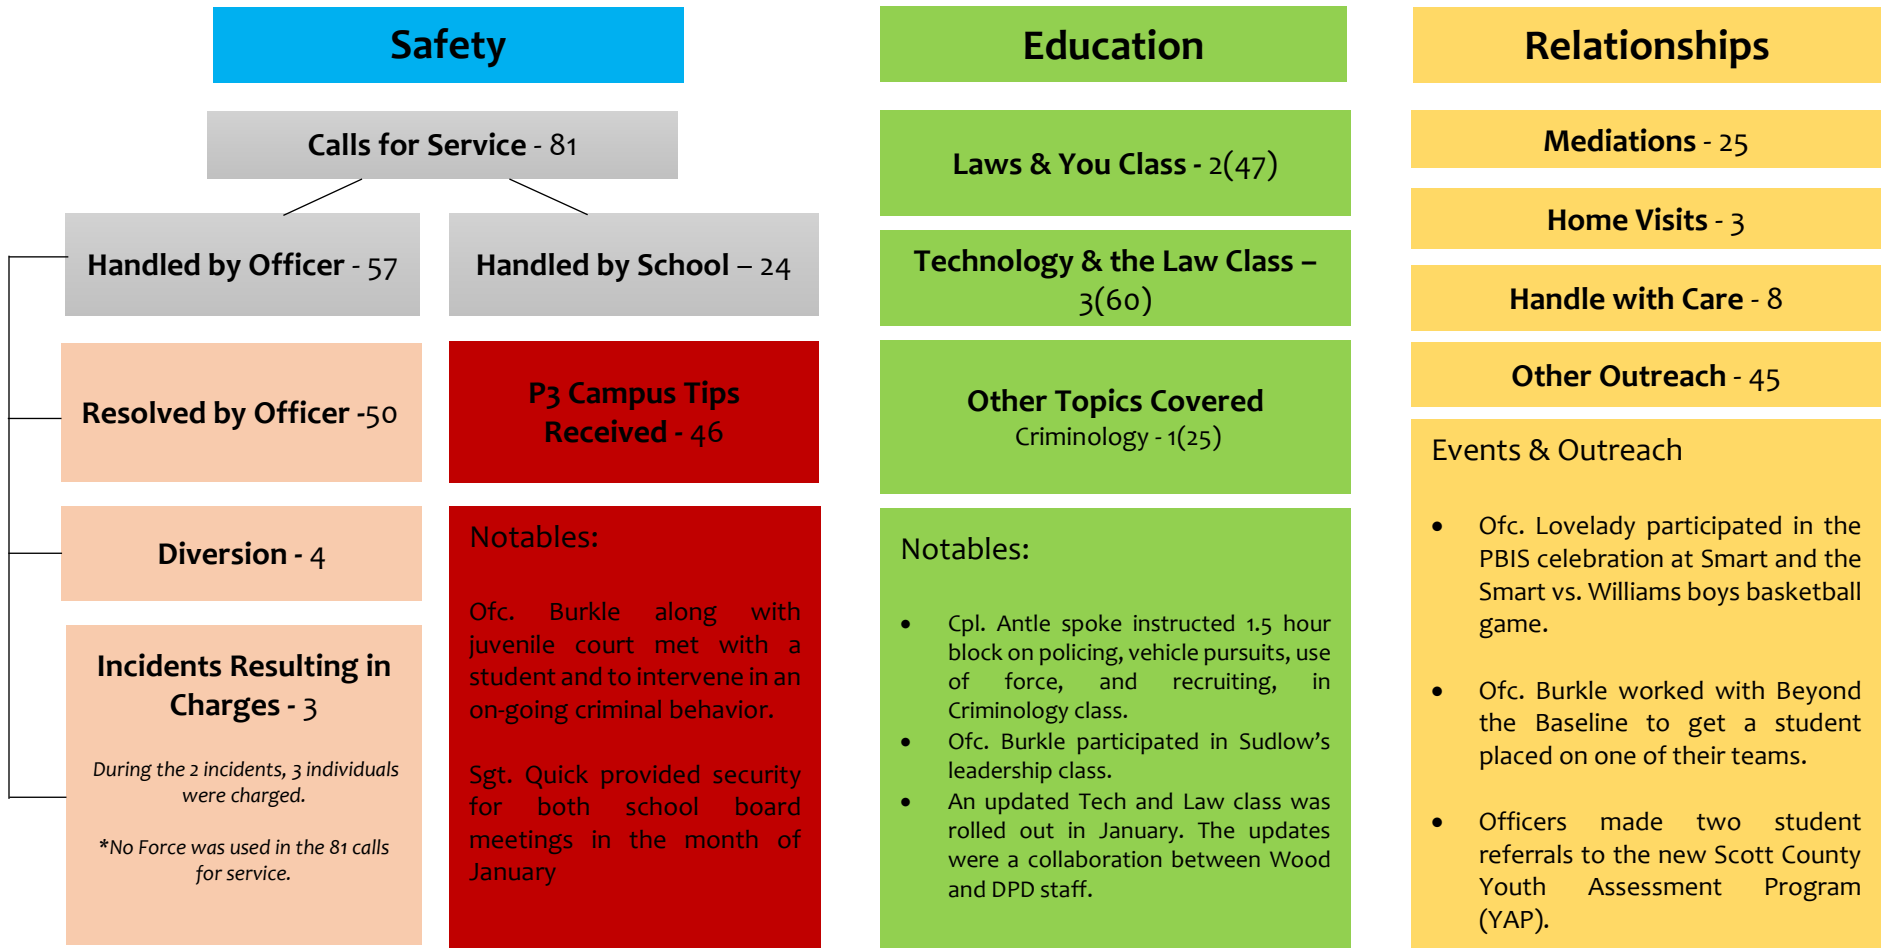 Safety
Calls for Service - 81
Handled by Officer - 57
Handled by School – 24
Resolved by Officer -50
P3 Campus Tips
Received - 46
Diversion - 4
Incidents Resulting in
Charges - 3
During the 2 incidents, 3 individuals
were charged.
*No Force was used in the 81 calls
for service.
Notables:
Ofc. Burkle along with
juvenile court met with a
student and to intervene in an
on-going criminal behavior.
Sgt. Quick provided security
for both school board
meetings in the month of
January
Education
Laws & You Class - 2(47)
Technology & the Law Class –
3(60)
Other Topics Covered
Criminology - 1(25)
Notables:
• Cpl. Antle spoke instructed 1.5 hour
block on policing, vehicle pursuits, use
of force, and recruiting, in
Criminology class.
• Ofc. Burkle participated in Sudlow’s
leadership class.
• An updated Tech and Law class was
rolled out in January. The updates
were a collaboration between Wood
and DPD staff.
Relationships
Mediations - 25
Home Visits - 3
Handle with Care - 8
Other Outreach - 45
Events & Outreach
• Ofc. Lovelady participated in the
PBIS celebration at Smart and the
Smart vs. Williams boys basketball
game.
• Ofc. Burkle worked with Beyond
the Baseline to get a student
placed on one of their teams.
• Officers made two student
referrals to the new Scott County
Youth Assessment Program
(YAP).